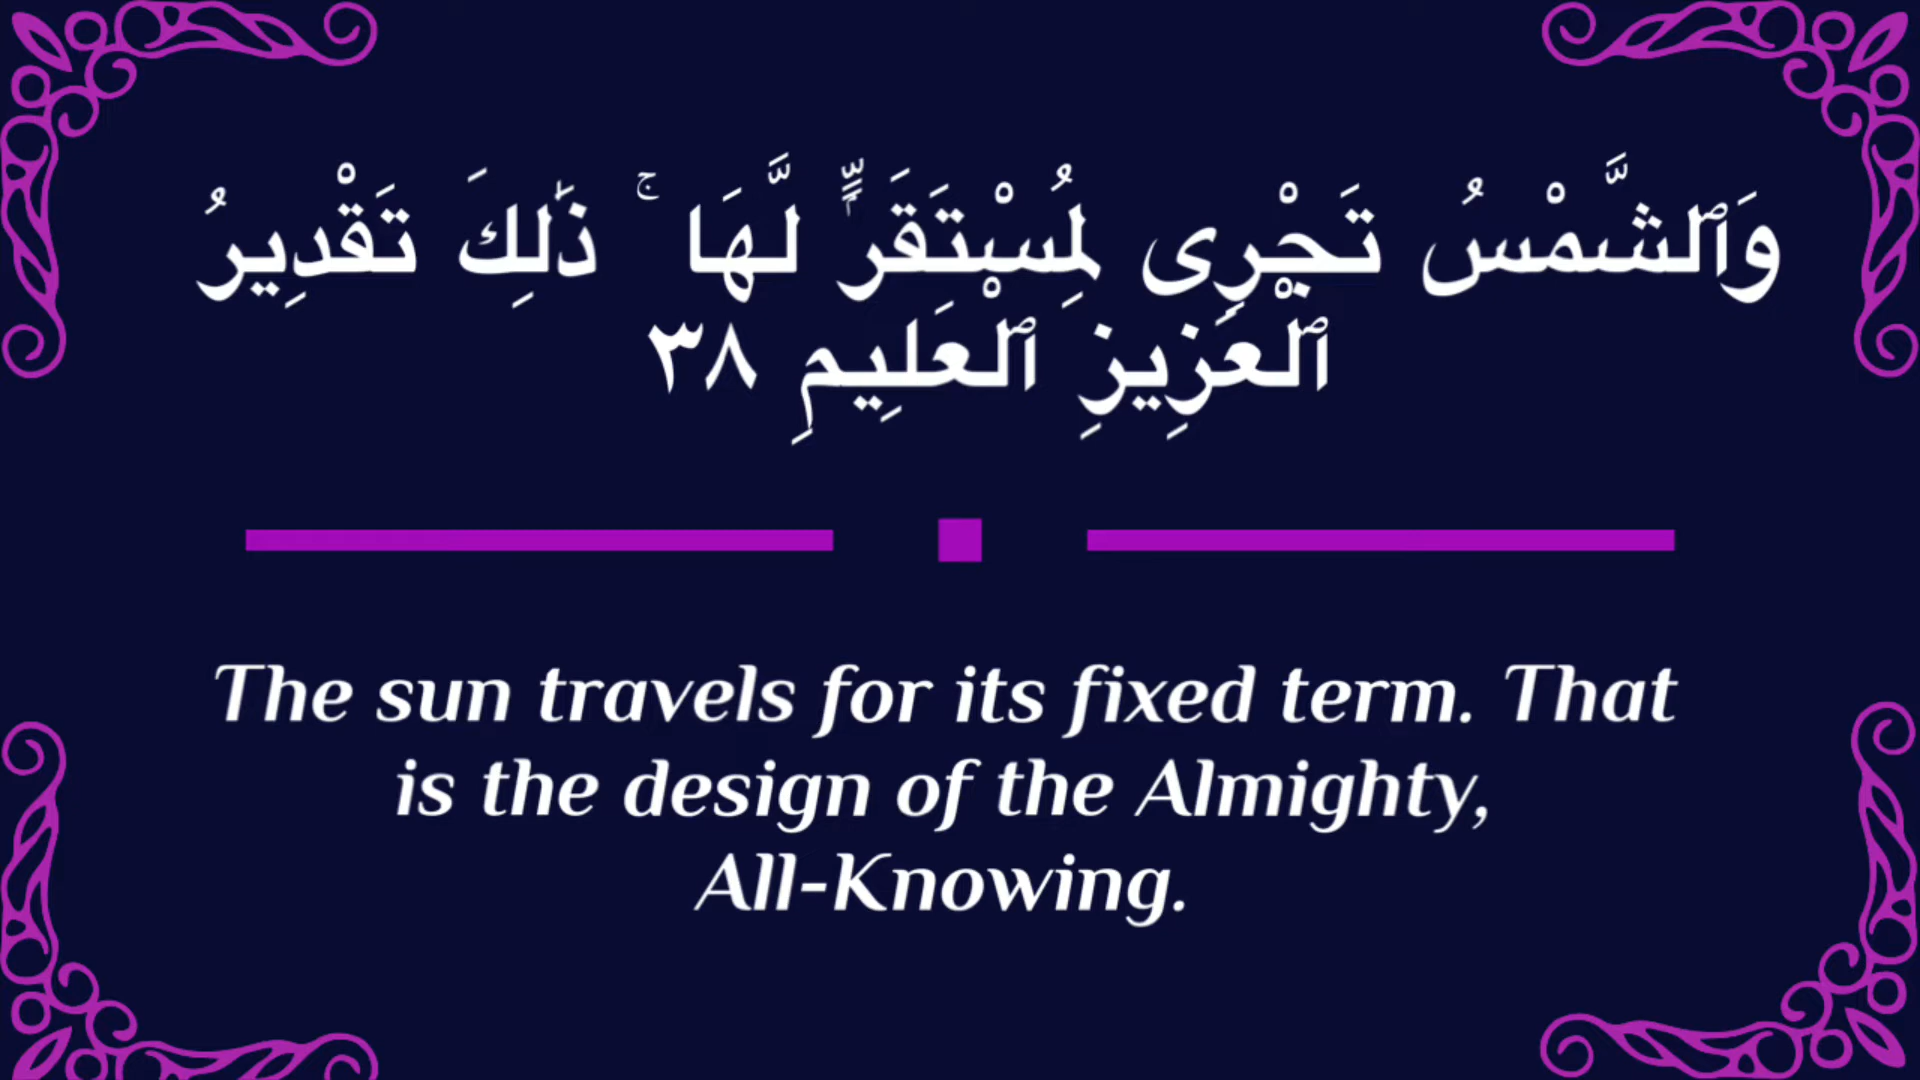 وَٱلشَّمْسُ تَجْرِى لِمُسْتَقَرٍّۢ لَّهَا ۚ ذَٰلِكَ تَقْدِيرُ
ٱلْعَزِيزِ ٱلْعَلِيمِ ٣٨
The sun travels for its fixed term. That
is the design of the Almighty,
All-Knowing.